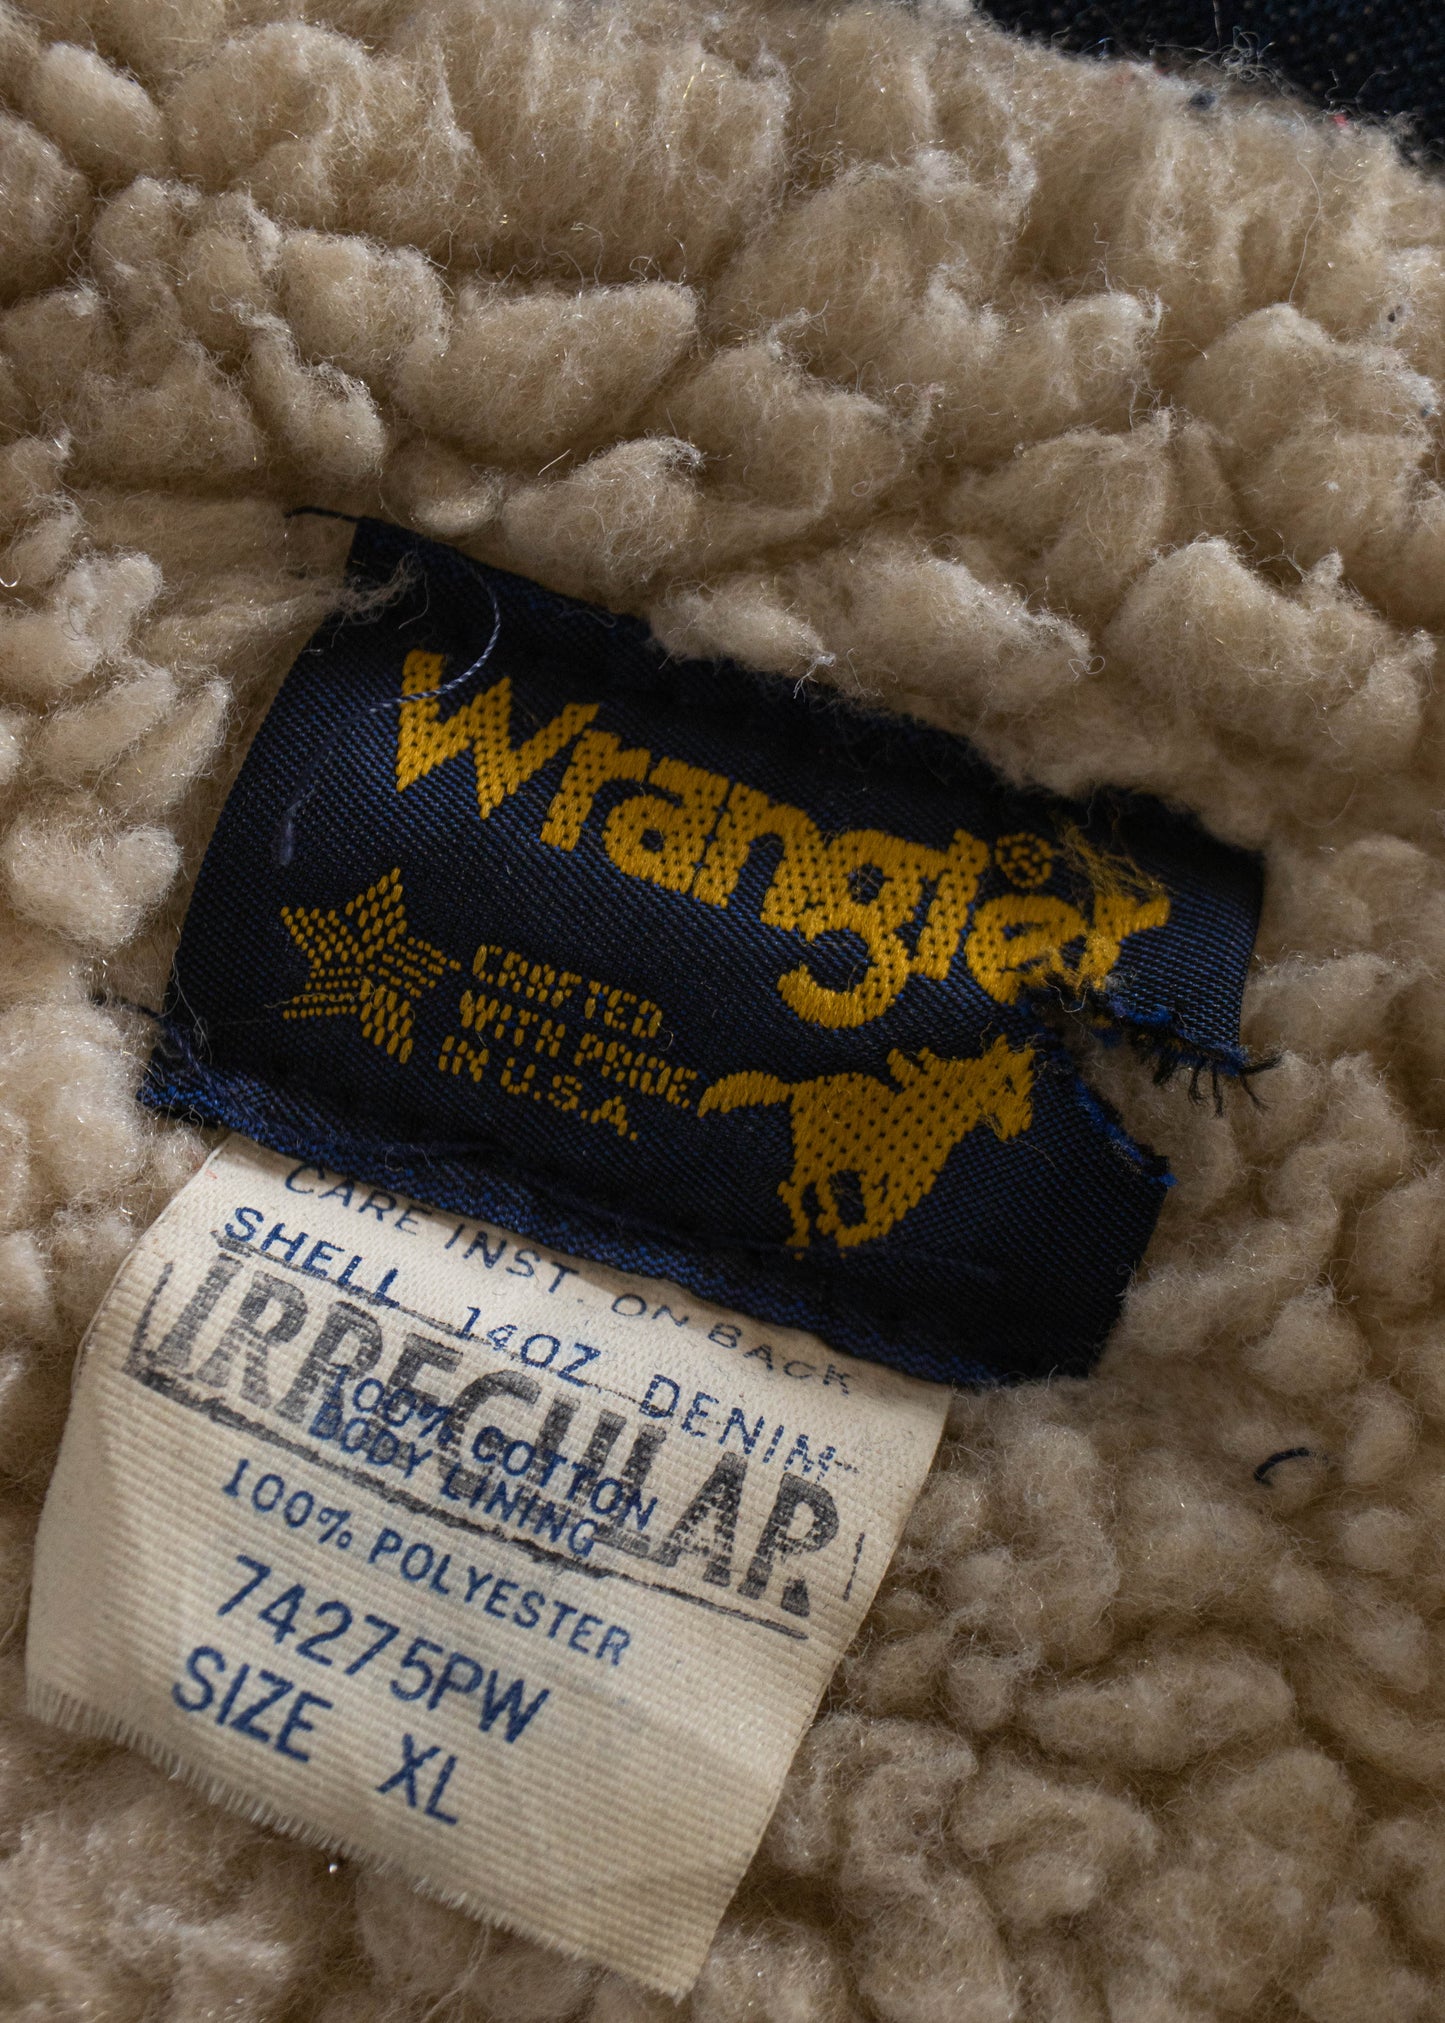 Wrangler®
CRAFTED
WITH PRIDE
IN U.S.A.
CARE INST. ON BACK
SHELL 14OZ DENIM-
IRREGULAR
100% COTTON
BODY LINING
100% POLYESTER
74275PW
SIZE XL